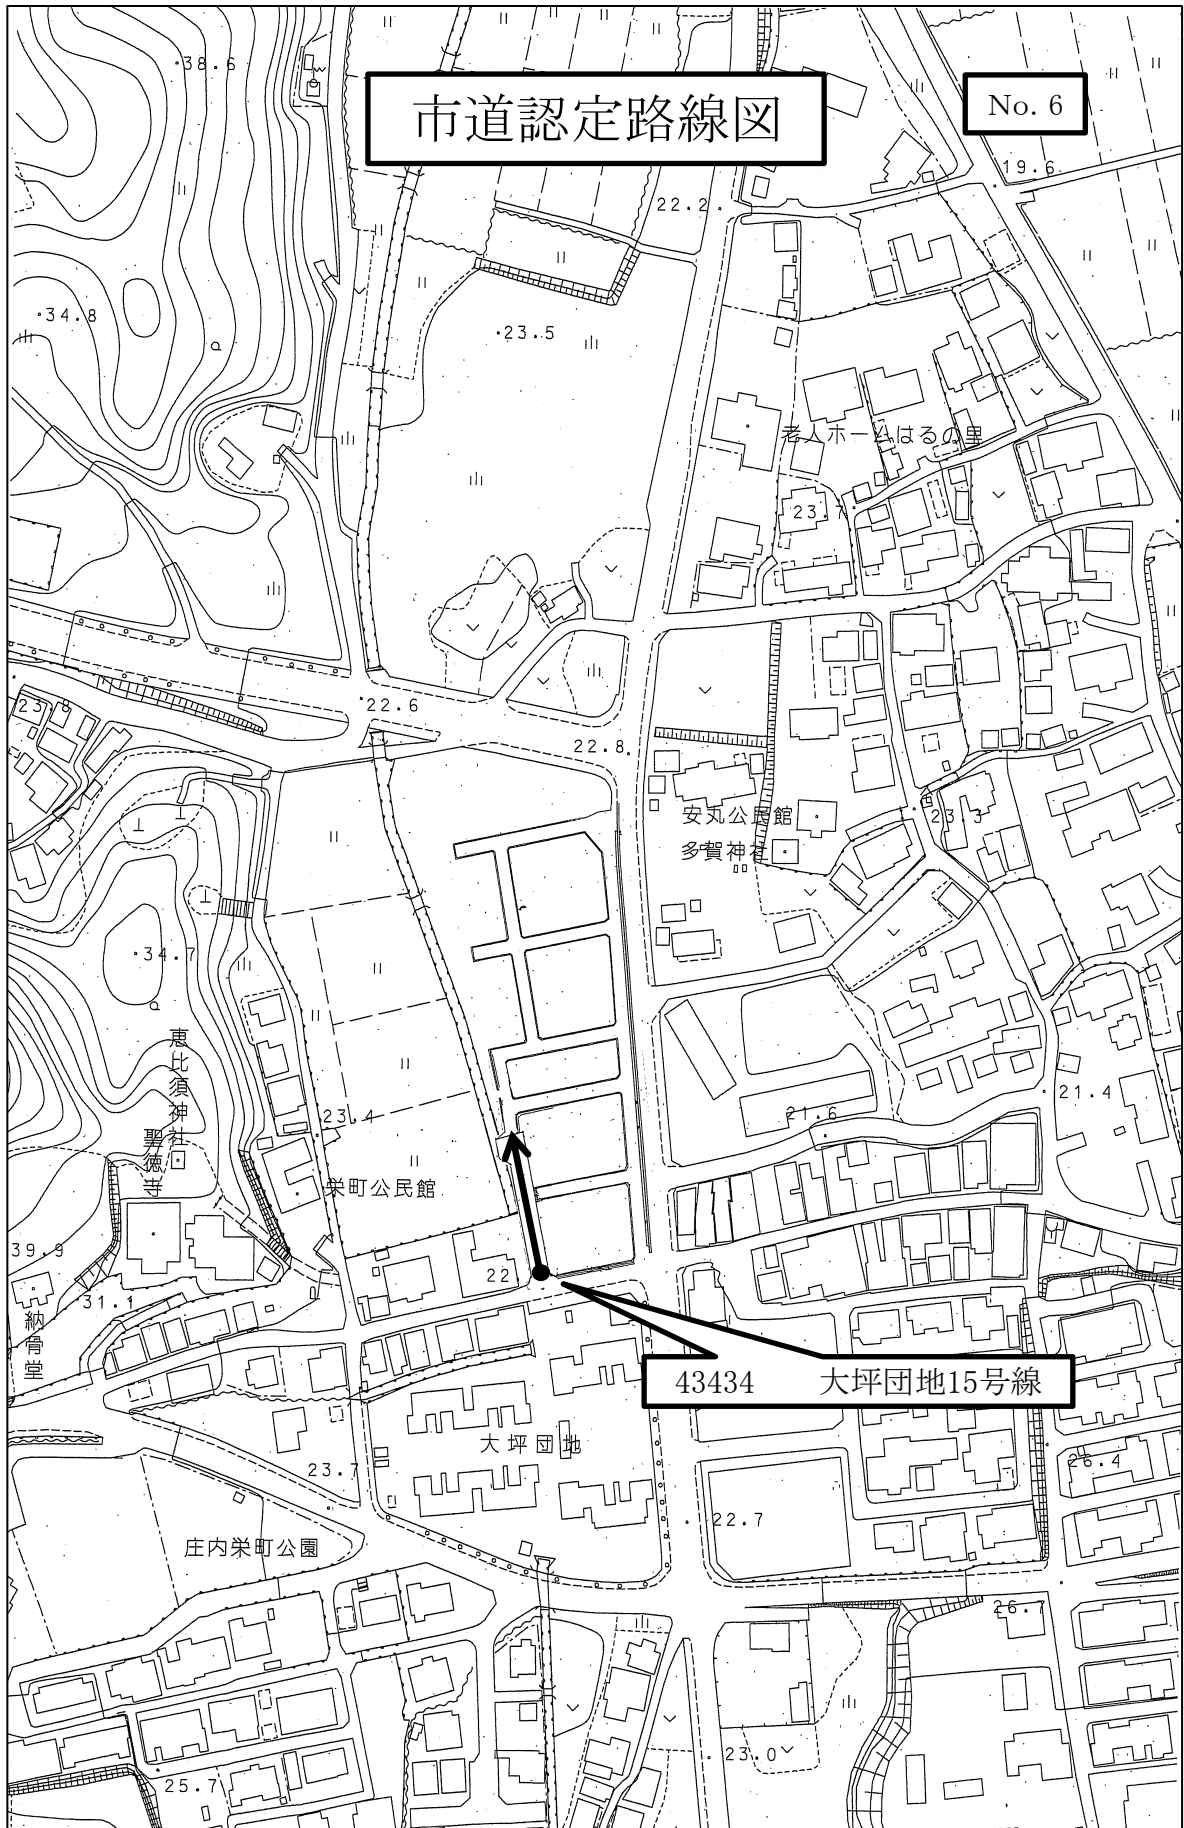 市道認定路線図
No. 6
38.6
19.6
22.2
34.8
23.5
老人ホームはるの里
23.7
22.6
23.8
22.8
安丸公民館
23.3
多賀神社
34.7
恵比須神社
21.4
21.6
23.4
聖徳寺
栄町公民館
39.9
22
31.1
納骨堂
43434 大坪団地15号線
大坪団地
26.4
23.7
22.7
庄内栄町公園
26.7
23.0
25.7